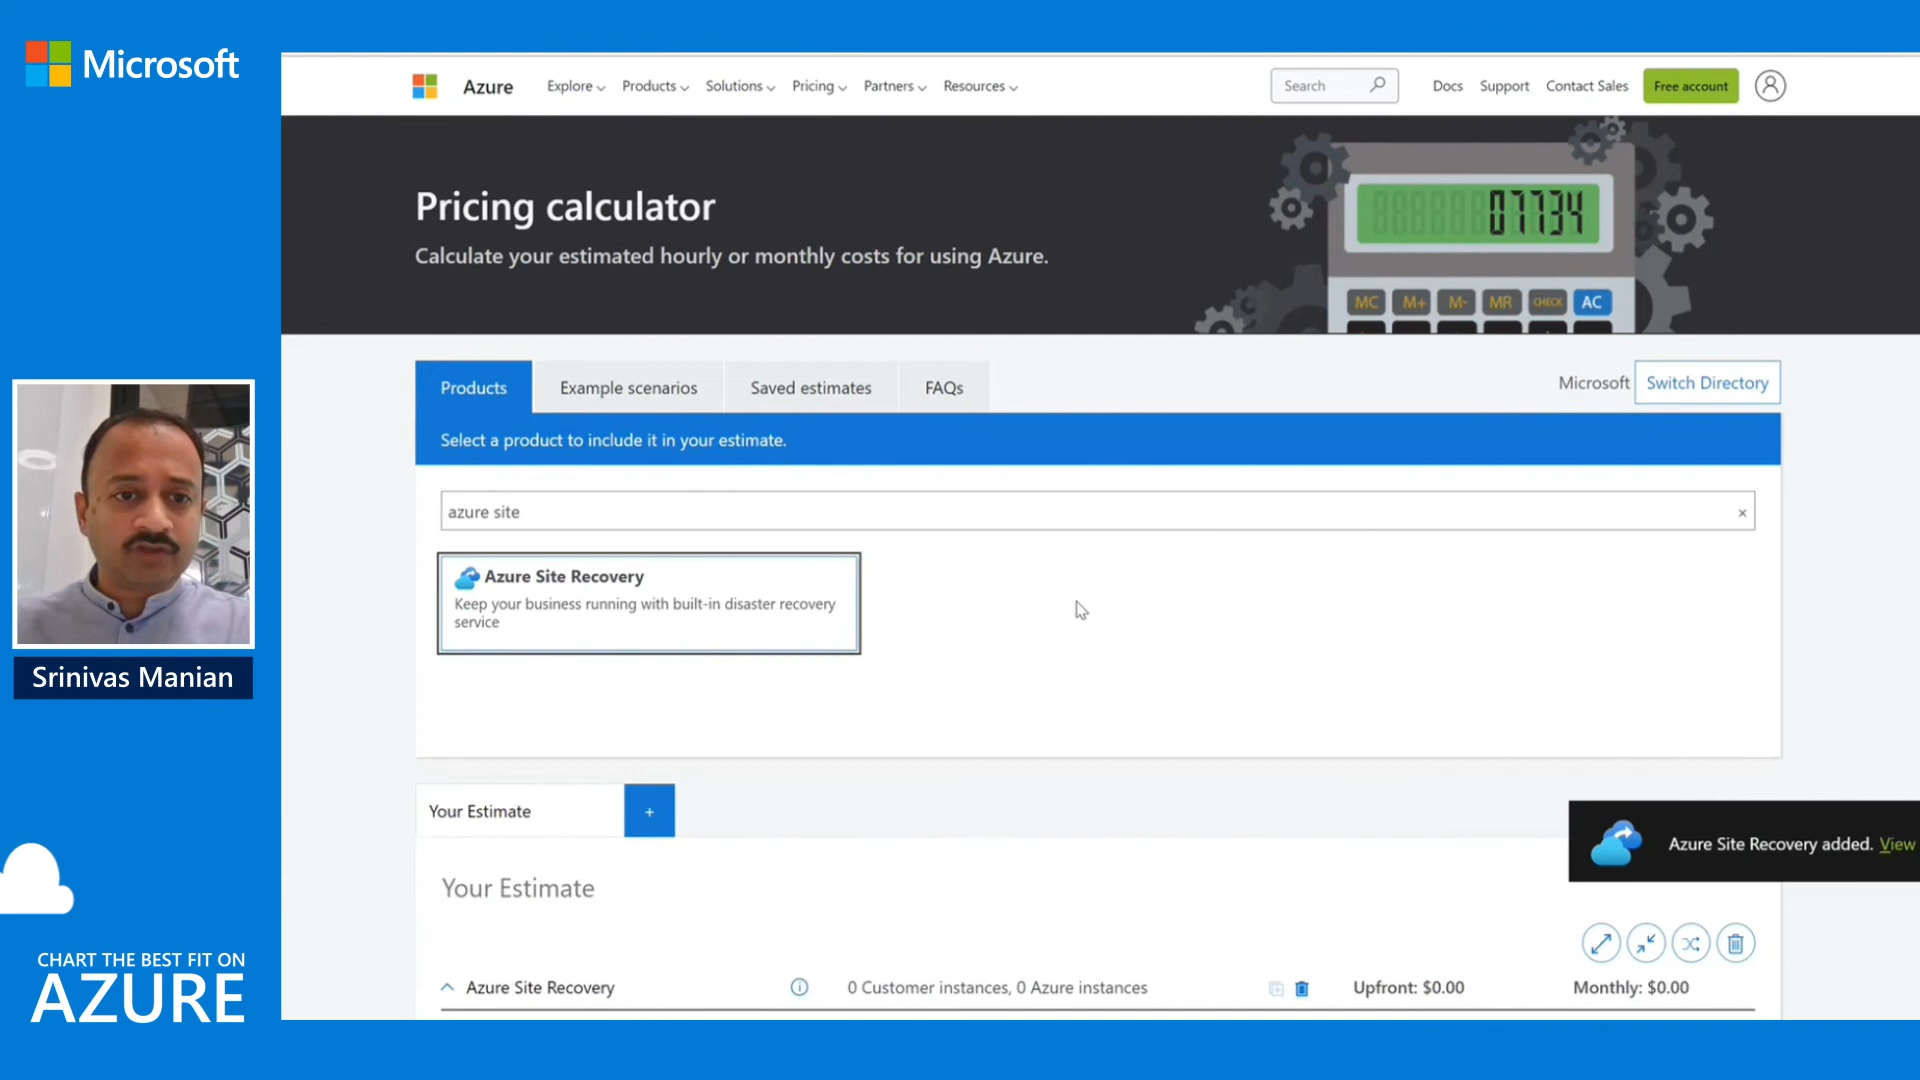 Microsoft
Azure
Explore
Products
Solutions
Pricing
Partners
Resources
Search
Docs
Support
Contact Sales
Free account
Pricing calculator
Calculate your estimated hourly or monthly costs for using Azure.
07734
MC
M+
M-
MR
CHECK
AC
Products
Example scenarios
Saved estimates
FAQs
Microsoft
Switch Directory
Select a product to include it in your estimate.
azure site
×
Azure Site Recovery
Keep your business running with built-in disaster recovery
service
Srinivas Manian
Your Estimate
+
Azure Site Recovery added. View
Your Estimate
Azure Site Recovery
0 Customer instances, 0 Azure instances
Upfront: $0.00
Monthly: $0.00
CHART THE BEST FIT ON
AZURE